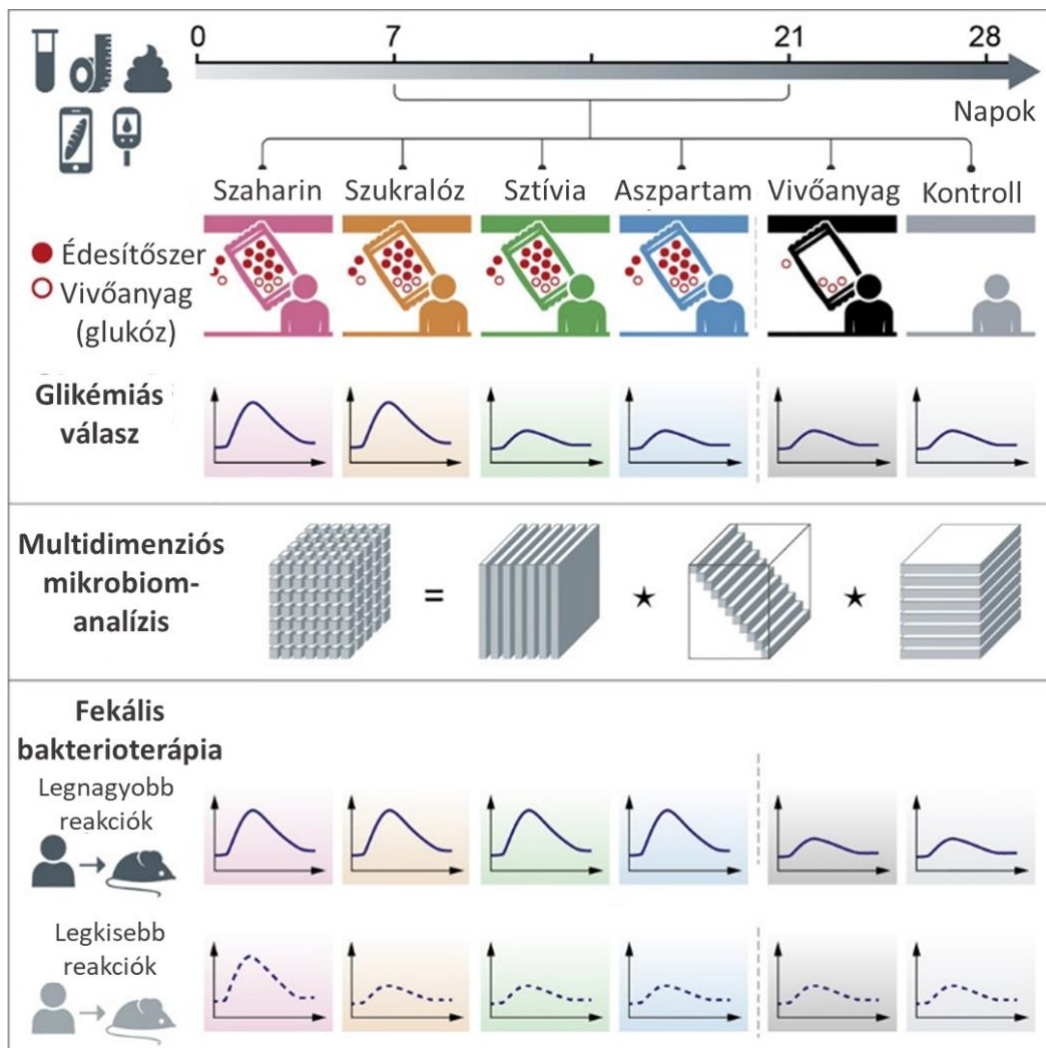 0 7 21 28
Napok
Szaharin Szukralóz Sztívia Aszpartam Vivőanyag Kontroll
Édesítőszer
Vivőanyag
(glukóz)
Glikémiás
válasz
Multidimenziós
mikrobiom-
analízis
=
Fekális
bakterioterápia
Legnagyobb
reakciók
Legkisebb
reakciók